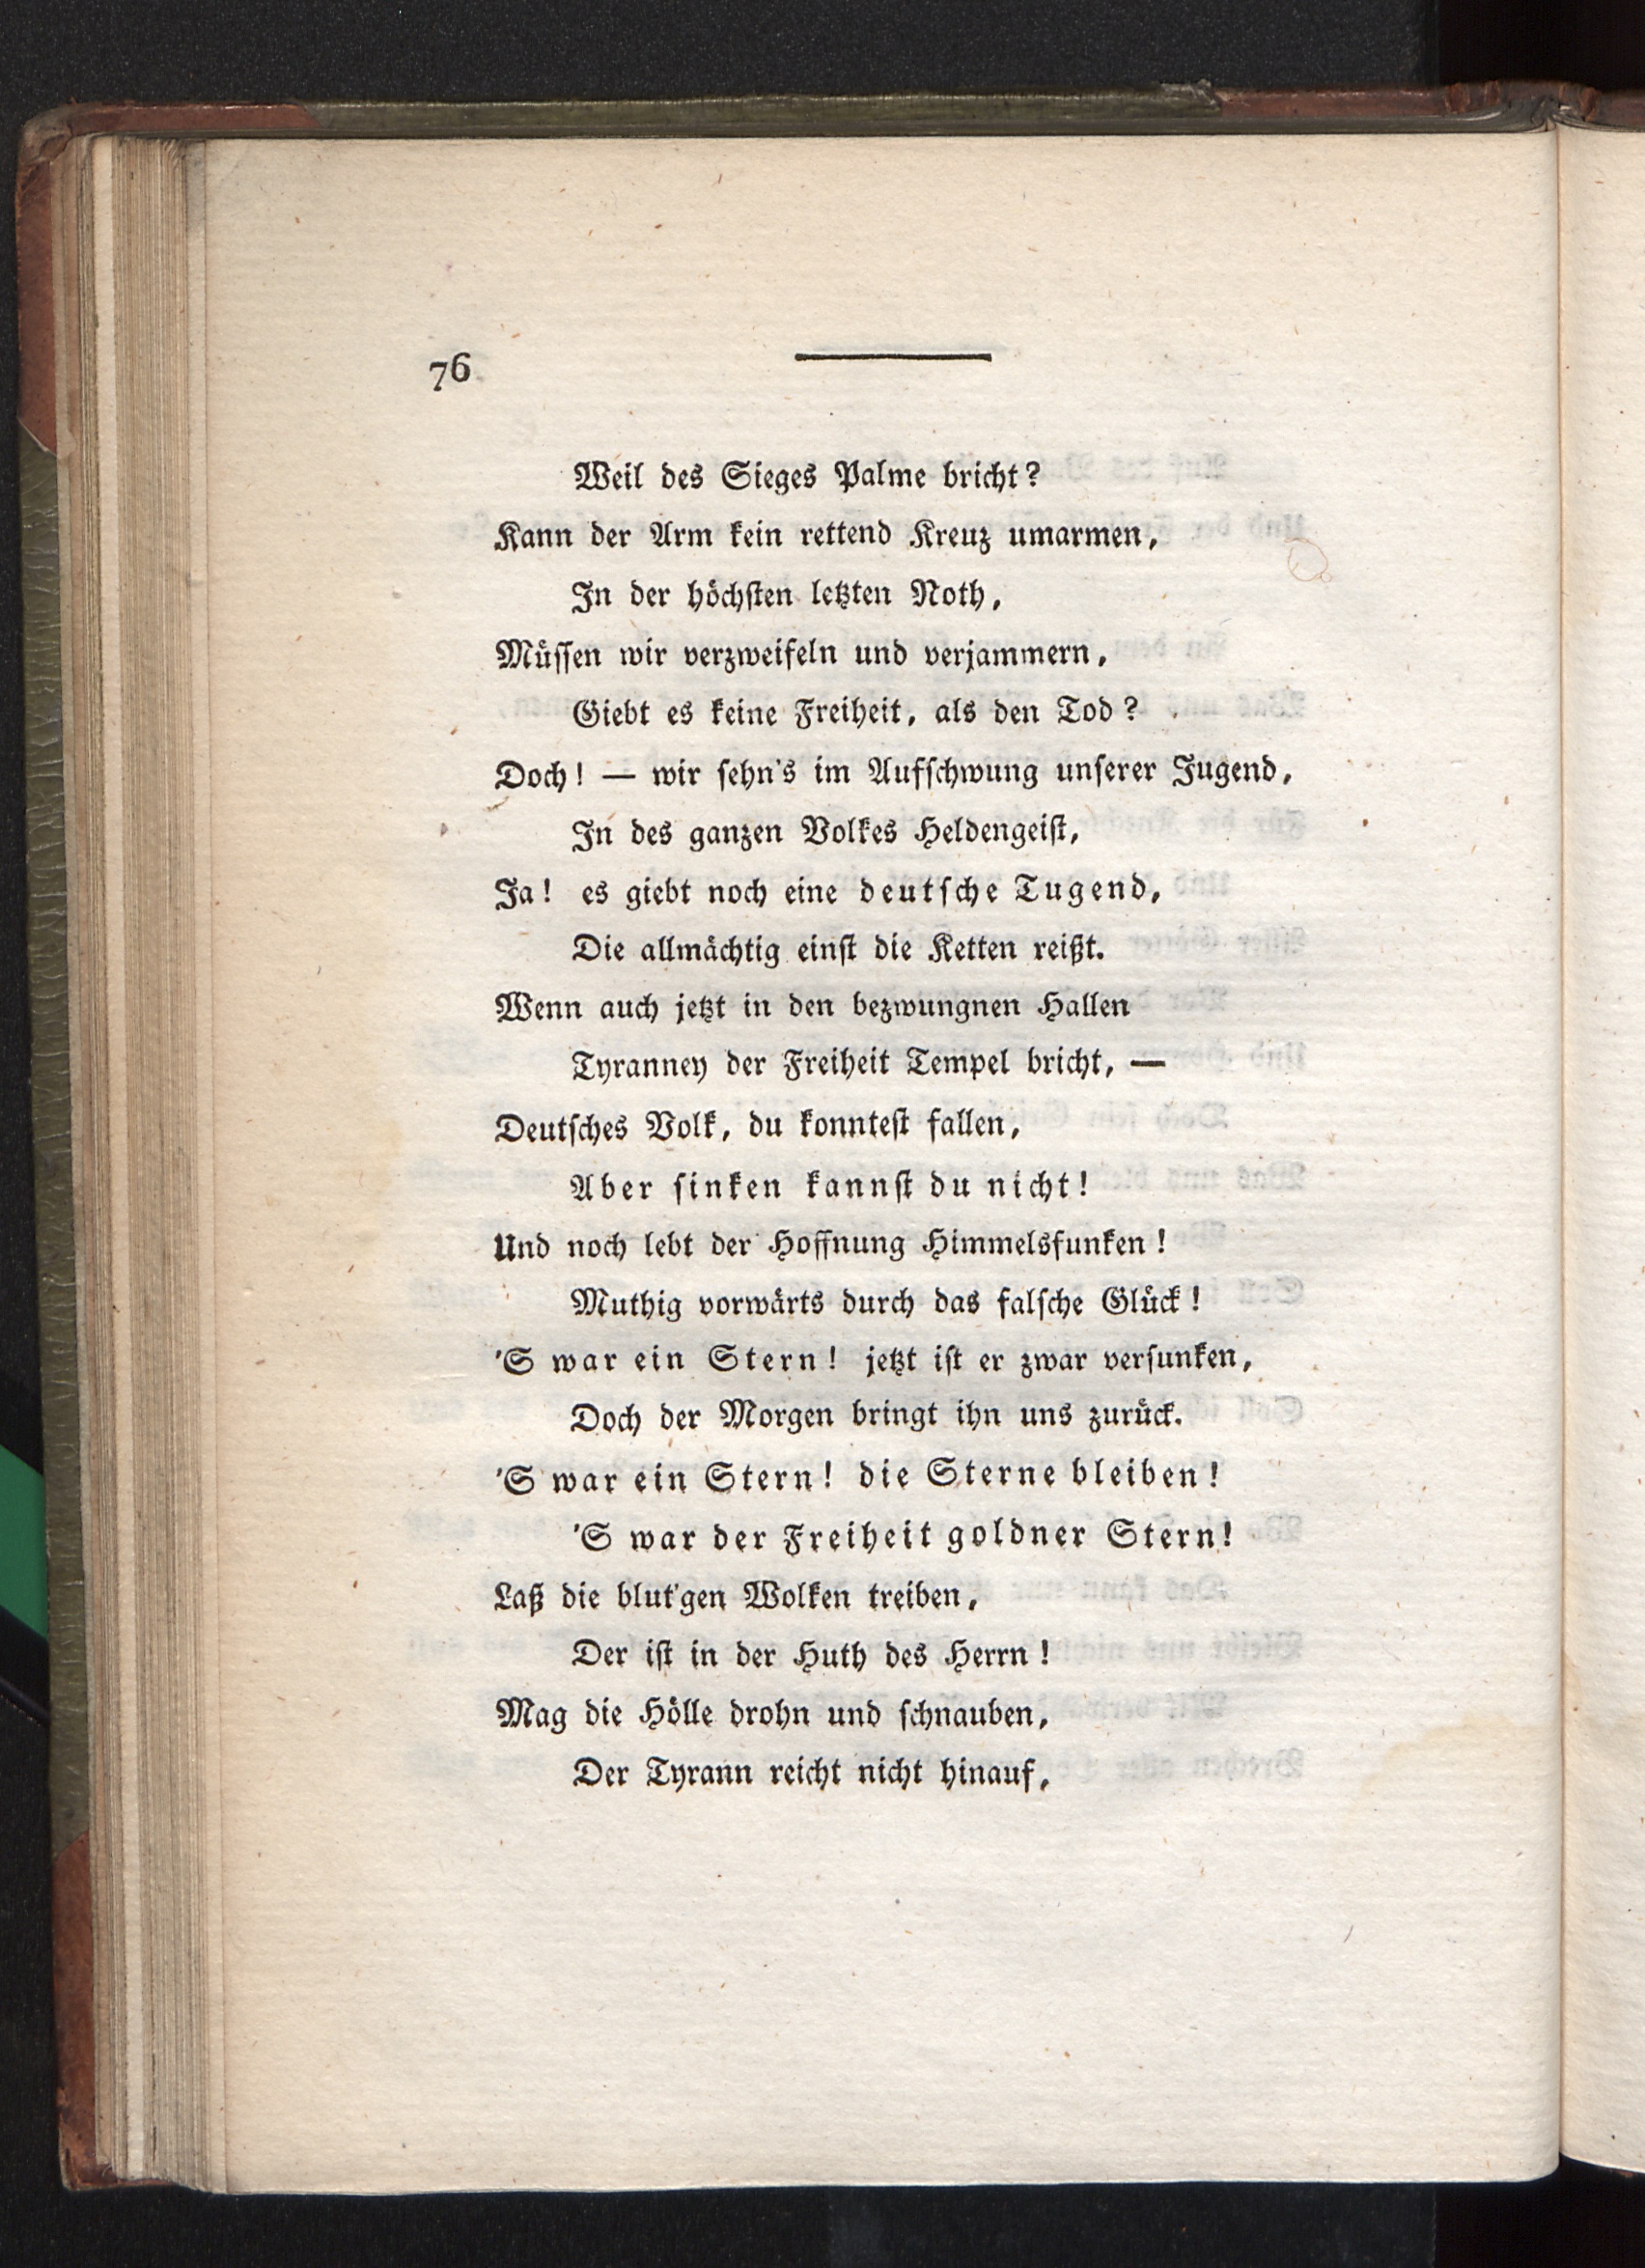 76
Weil des Sieges Palme bricht?
Kann der Arm kein rettend Kreuz umarmen,
In der höchsten letzten Noth,
Müssen wir verzweifeln und verjammern,
Giebt es keine Freiheit, als den Tod?
Doch! — wir sehn's im Aufschwung unserer Jugend,
In des ganzen Volkes Heldengeist,
Ja! es giebt noch eine deutsche Tugend,
Die allmächtig einst die Ketten reißt.
Wenn auch jetzt in den bezwungnen Hallen
Tyranney der Freiheit Tempel bricht, —
Deutsches Volk, du konntest fallen,
Aber sinken kannst du nicht!
Und noch lebt der Hoffnung Himmelsfunken!
Muthig vorwärts durch das falsche Glück!
'S war ein Stern! jetzt ist er zwar versunken,
Doch der Morgen bringt ihn uns zurück.
'S war ein Stern! die Sterne bleiben!
'S war der Freiheit goldner Stern!
Laß die blut'gen Wolken treiben,
Der ist in der Huth des Herrn!
Mag die Hölle drohn und schnauben,
Der Tyrann reicht nicht hinauf,